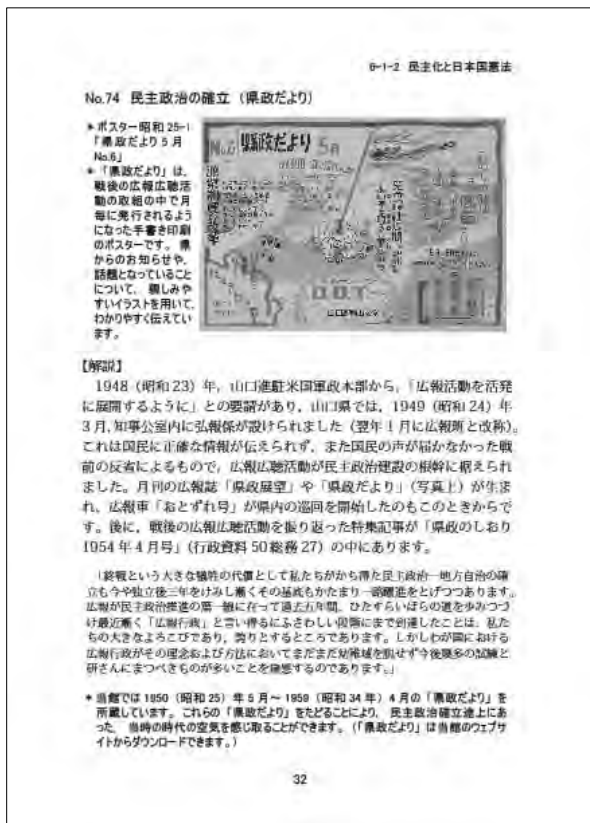 6-1-2 民主化と日本国憲法
No.74 民主政治の確立（県政だより）
＊ポスター昭和25-1
「県政だより5月
No.6」
＊「県政だより」は、
戦後の広報広聴活
動の取組の中で月
毎に発行されるよう
になった手書き印刷
のポスターです。県
からのお知らせや、
話題となっていること
について、親しみや
すいイラストを用いて、
わかりやすく伝えてい
ます。
No.6 県政だより 5月
D.D.T
【解説】
1948（昭和23）年，山口進駐米国軍政本部から，「広報活動を活発
に展開するように」との要請があり，山口県では，1949（昭和24）年
3月，知事公室内に弘報係が設けられました（翌年1月に広報班と改称）。
これは国民に正確な情報が伝えられず，また国民の声が届かなかった戦
前の反省によるもので，広報広聴活動が民主政治建設の根幹に据えられ
ました。月刊の広報誌「県政展望」や「県政だより」（写真上）が生ま
れ，広報車「おとずれ号」が県内の巡回を開始したのもこのときからで
す。後に，戦後の広報広聴活動を振り返った特集記事が「県政のしおり
1954年4月号」（行政資料50総務27）の中にあります。
「終戦という大きな犠牲の代償として私たちがかち得た民主政治―地方自治の確
立も今や独立後三年をけみし漸くその基底もかたまり一路躍進をとげつつあります。
広報が民主政治推進の第一線に在って過去五年間、ひたすらいばらの道を歩みつづ
け最近漸く「広報行政」と言い得るにふさわしい段階にまで到達したことは、私た
ちの大きなよろこびであり、誇りとするところであります。しかしわが国における
広報行政がその理念および方法においてまだまだ幼稚域を脱せず今後幾多の試練と
研さんにまつべきものが多いことを痛感するのであります。」
＊当館では1950（昭和25）年5月～1959（昭和34年）4月の「県政だより」を
所蔵しています。これらの「県政だより」をたどることにより、民主政治確立途上にあ
った、当時の時代の空気を感じ取ることができます。（「県政だより」は当館のウェブサ
イトからダウンロードできます。）
32